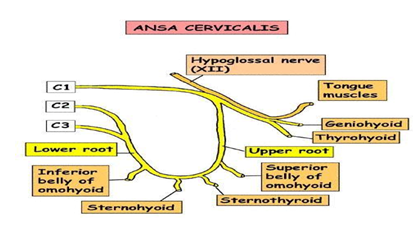 ANSA CERVICALIS
Hypoglossal nerve
(XII)
C1
Tongue
muscles
C2
C3
Geniohyoid
Thyrohyoid
Lower root
Upper root
Inferior
belly of
omohyoid
Superior
belly of
omohyoid
Sternohyoid
Sternothyroid